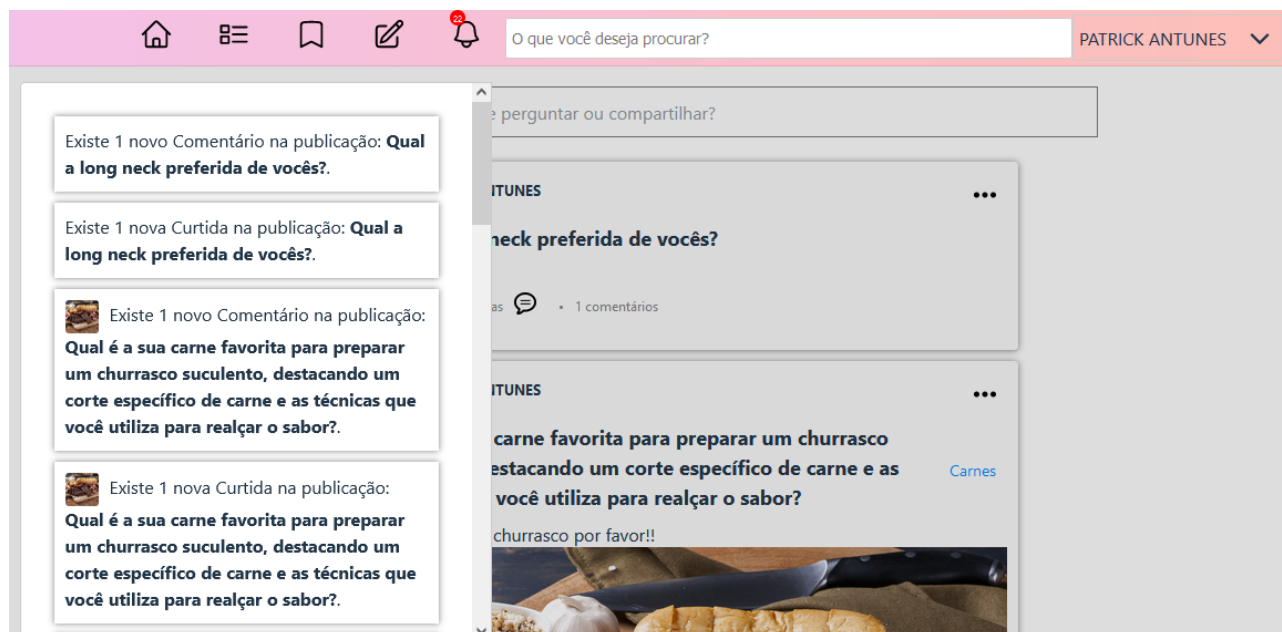 22
O que você deseja procurar?
PATRICK ANTUNES
Existe 1 novo Comentário na publicação: Qual
a long neck preferida de vocês?.
Existe 1 nova Curtida na publicação: Qual a
long neck preferida de vocês?.
Existe 1 novo Comentário na publicação:
Qual é a sua carne favorita para preparar
um churrasco suculento, destacando um
corte específico de carne e as técnicas que
você utiliza para realçar o sabor?.
Existe 1 nova Curtida na publicação:
Qual é a sua carne favorita para preparar
um churrasco suculento, destacando um
corte específico de carne e as técnicas que
você utiliza para realçar o sabor?.
e perguntar ou compartilhar?
NTUNES
neck preferida de vocês?
as • 1 comentários
NTUNES
carne favorita para preparar um churrasco
estacando um corte específico de carne e as
você utiliza para realçar o sabor?
Carnes
churrasco por favor!!